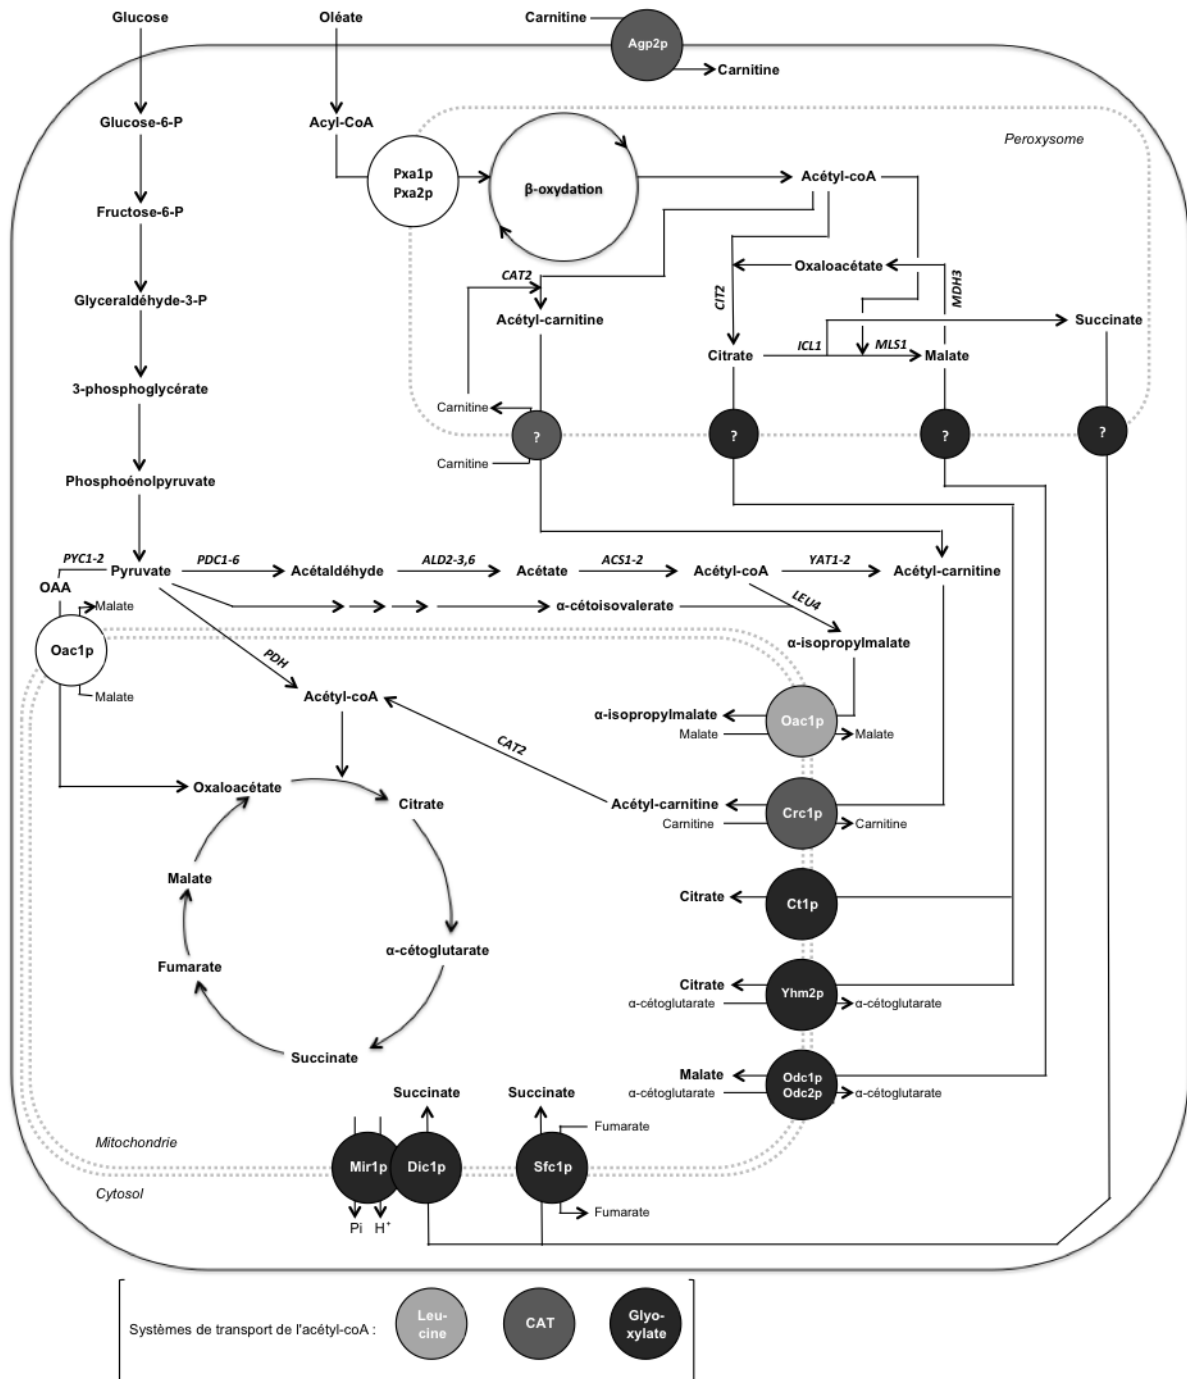 Glucose
Oléate
Carnitine
Agp2p
Carnitine
Glucose-6-P
Acyl-CoA
Peroxysome
Pxa1p
Pxa2p
β-oxydation
Acétyl-coA
Fructose-6-P
CAT2
CIT2
Oxaloacétate
MDH3
Glyceraldéhyde-3-P
Acétyl-carnitine
Succinate
Citrate
ICL1
MLS1
Malate
3-phosphoglycérate
Carnitine
?
?
?
?
Carnitine
Phosphoénolpyruvate
PYC1-2
Pyruvate
PDC1-6
Acétaldéhyde
ALD2-3,6
Acétate
ACS1-2
Acétyl-coA
YAT1-2
Acétyl-carnitine
OAA
Malate
α-cétoisovalerate
LEU4
Oac1p
α-isopropylmalate
PDH
Malate
Acétyl-coA
α-isopropylmalate
Oac1p
Malate
Malate
CAT2
Oxaloacétate
Citrate
Acétyl-carnitine
Crc1p
Carnitine
Carnitine
Malate
Citrate
Ct1p
α-cétoglutarate
Fumarate
Citrate
Yhm2p
α-cétoglutarate
α-cétoglutarate
Succinate
Malate
Odc1p
Odc2p
α-cétoglutarate
α-cétoglutarate
Succinate
Succinate
Fumarate
Mitochondrie
Mir1p
Dic1p
Sfc1p
Cytosol
Pi
H⁺
Fumarate
Systèmes de transport de l'acétyl-coA :
Leu-
cine
CAT
Glyo-
xylate